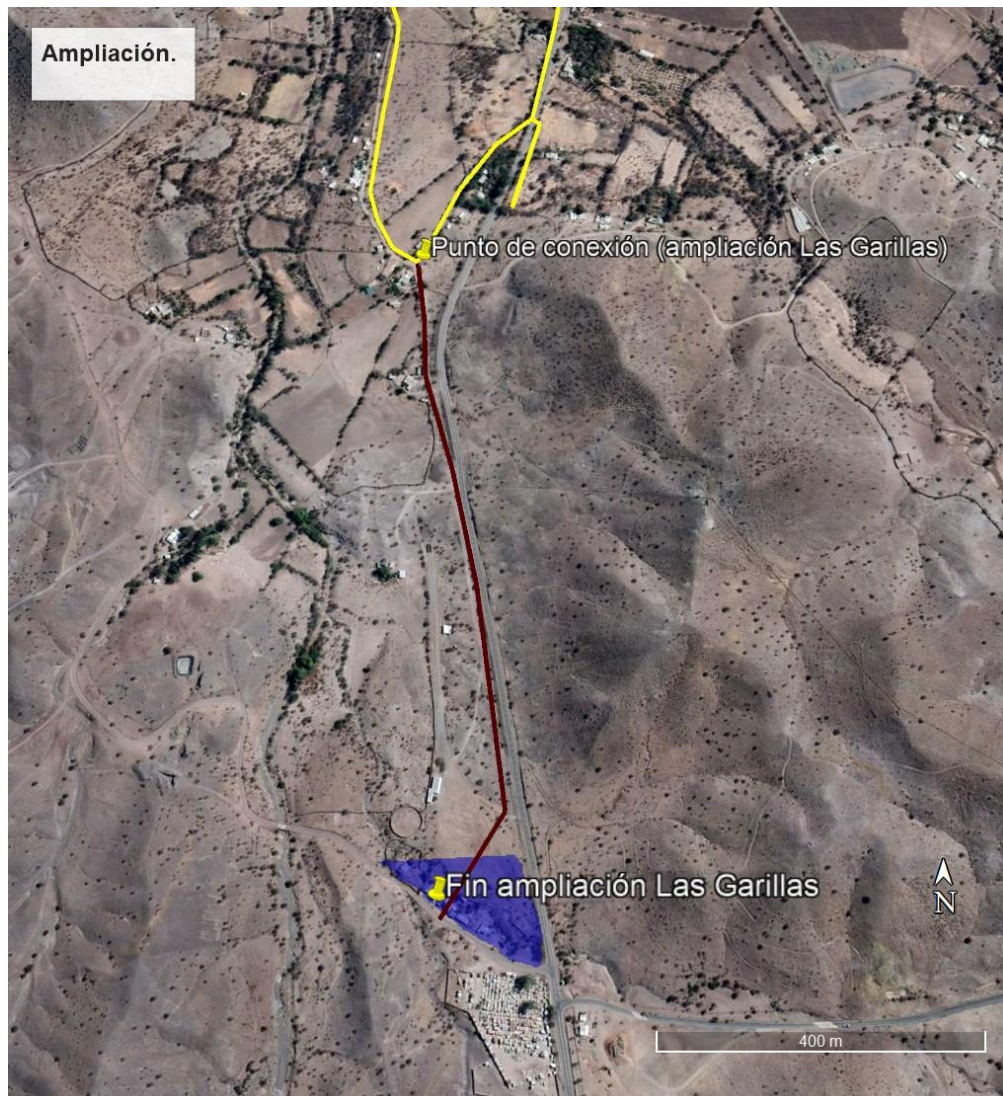 Ampliación.
Punto de conexión (ampliación Las Garillas)
Fin ampliación Las Garillas
N
400 m